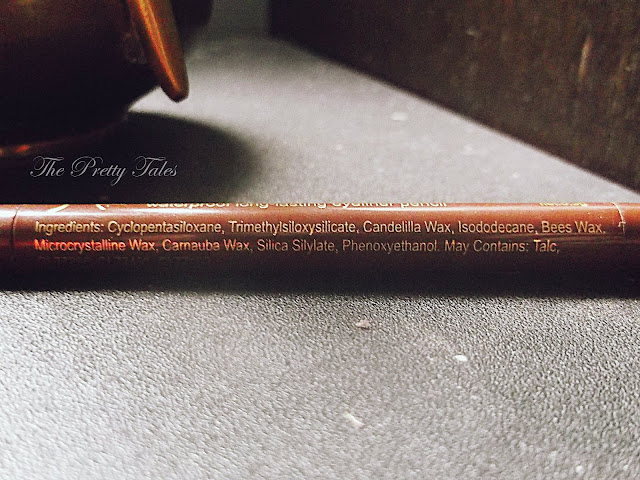 The Pretty Tales
waterproof long-lasting eyeliner pencil
Ingredients: Cyclopentasiloxane, Trimethylsiloxysilicate, Candelilla Wax, Isododecane, Bees Wax,
Microcrystalline Wax, Carnauba Wax, Silica Silylate, Phenoxyethanol. May Contains: Talc,